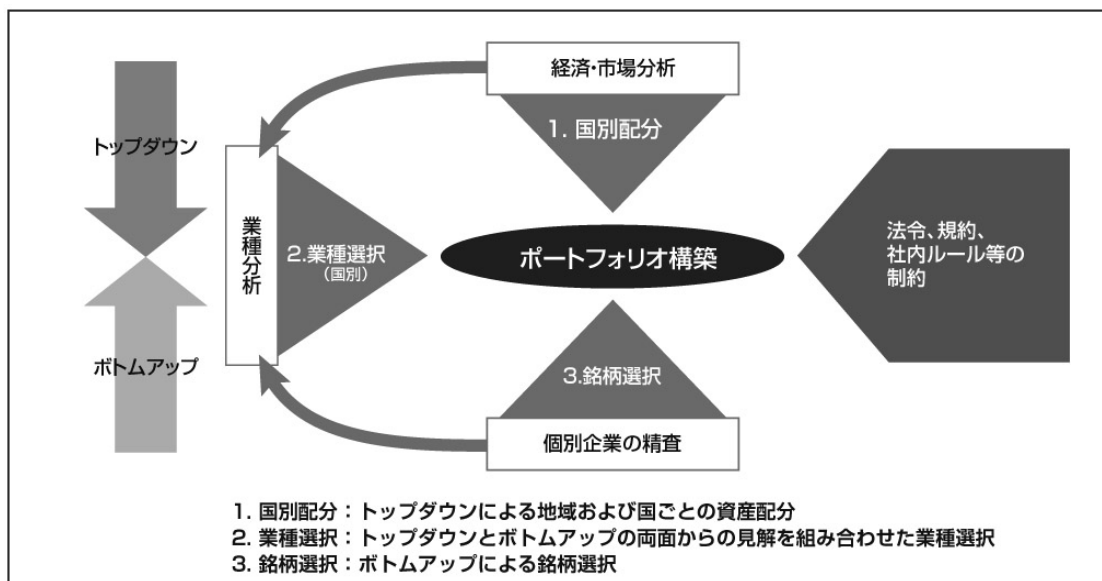 経済・市場分析
1. 国別配分
トップダウン
業種分析
2.業種選択
(国別)
ポートフォリオ構築
法令、規約、
社内ルール等の
制約
ボトムアップ
3.銘柄選択
個別企業の精査
1. 国別配分：トップダウンによる地域および国ごとの資産配分
2. 業種選択：トップダウンとボトムアップの両面からの見解を組み合わせた業種選択
3. 銘柄選択：ボトムアップによる銘柄選択